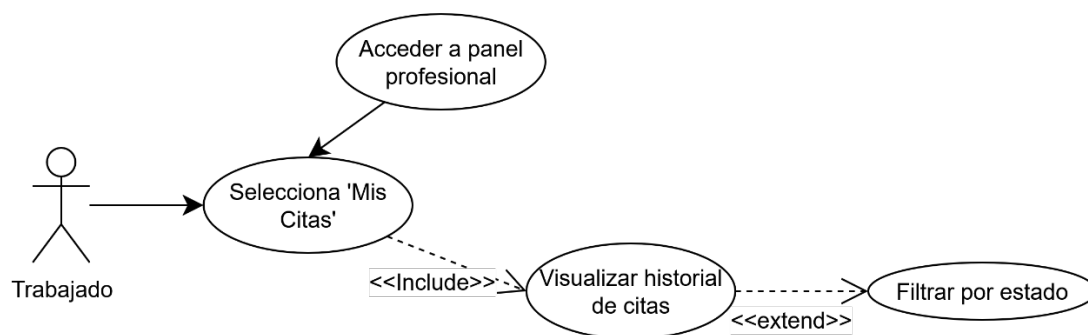 Acceder a panel
profesional
Selecciona 'Mis
Citas'
Trabajado
<<Include>>
Visualizar historial
de citas
<<extend>>
Filtrar por estado